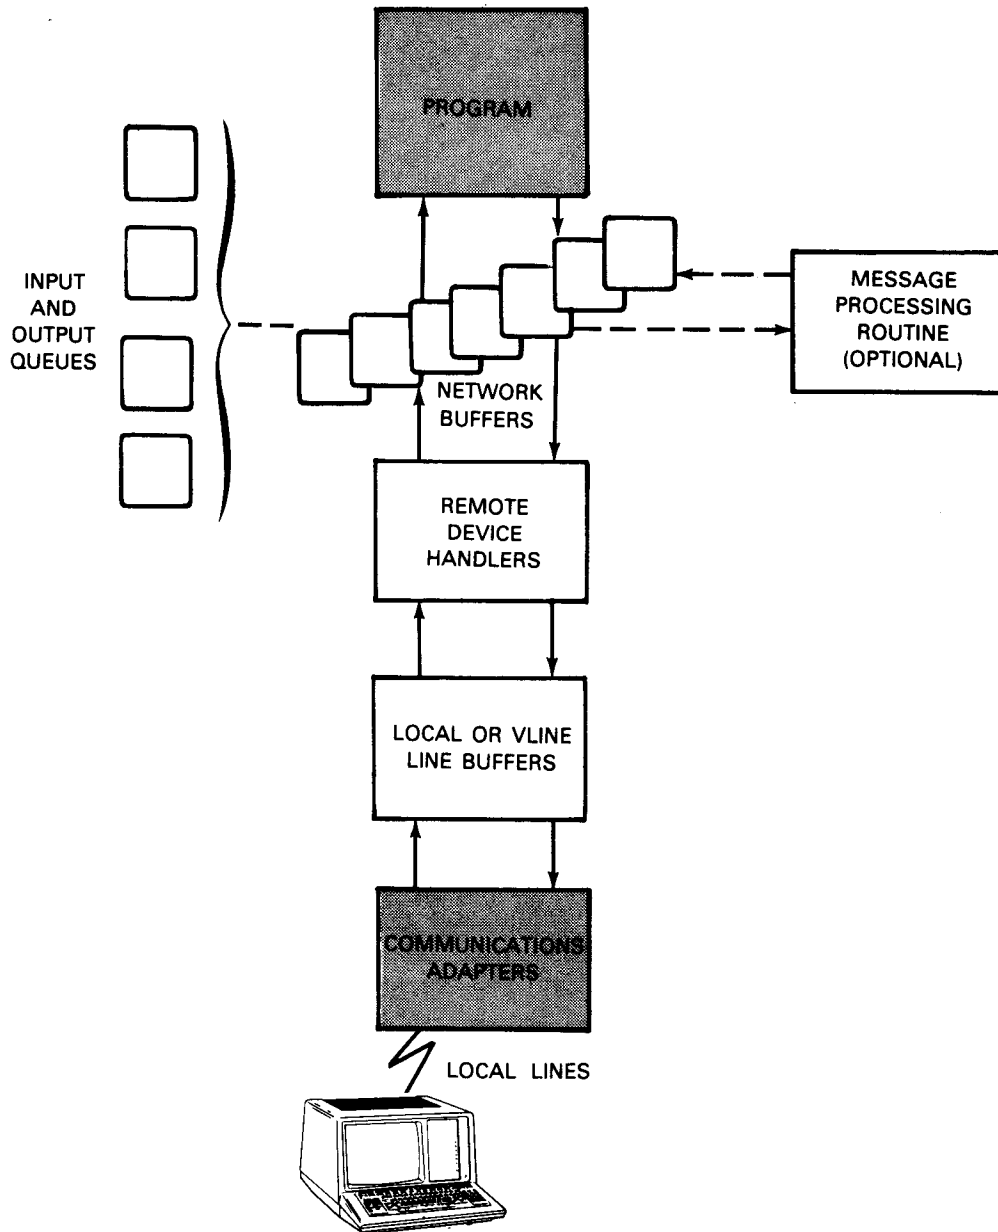 PROGRAM
INPUT
AND
OUTPUT
QUEUES
MESSAGE
PROCESSING
ROUTINE
(OPTIONAL)
NETWORK
BUFFERS
REMOTE
DEVICE
HANDLERS
LOCAL OR VLINE
LINE BUFFERS
COMMUNICATIONS
ADAPTERS
LOCAL LINES